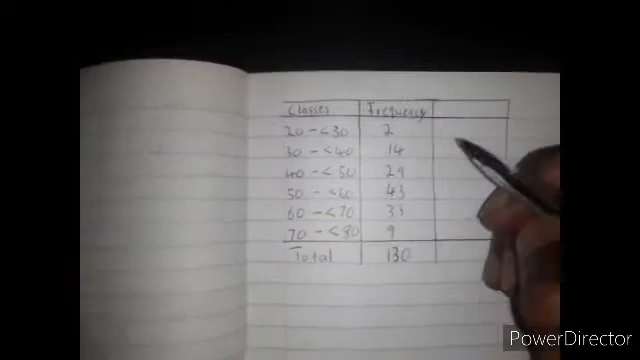 Classes Frequency
20 - <30 2
30 - <40 14
40 - <50 29
50 - <60 43
60 - <70 33
70 - <80 9
Total 130
PowerDirector